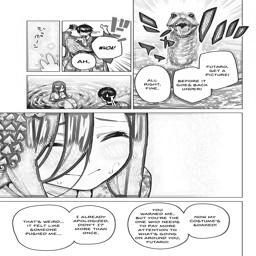 FUTARO,
GET A
PICTURE!
BEFORE IT
GOES BACK
UNDER!
ALL
RIGHT,
FINE.
WHOA!
AH.
NOW MY
COSTUME'S
SOAKED!
YOU
WARNED ME,
BUT YOU'RE THE
ONE WHO NEEDS
TO PAY MORE
ATTENTION TO
WHAT'S GOING
ON AROUND YOU,
FUTARO!
I ALREADY
APOLOGIZED.
DIDN'T IT
MORE THAN
ONCE.
THAT'S WEIRD...
IT FELT LIKE
SOMEONE
PUSHED ME...